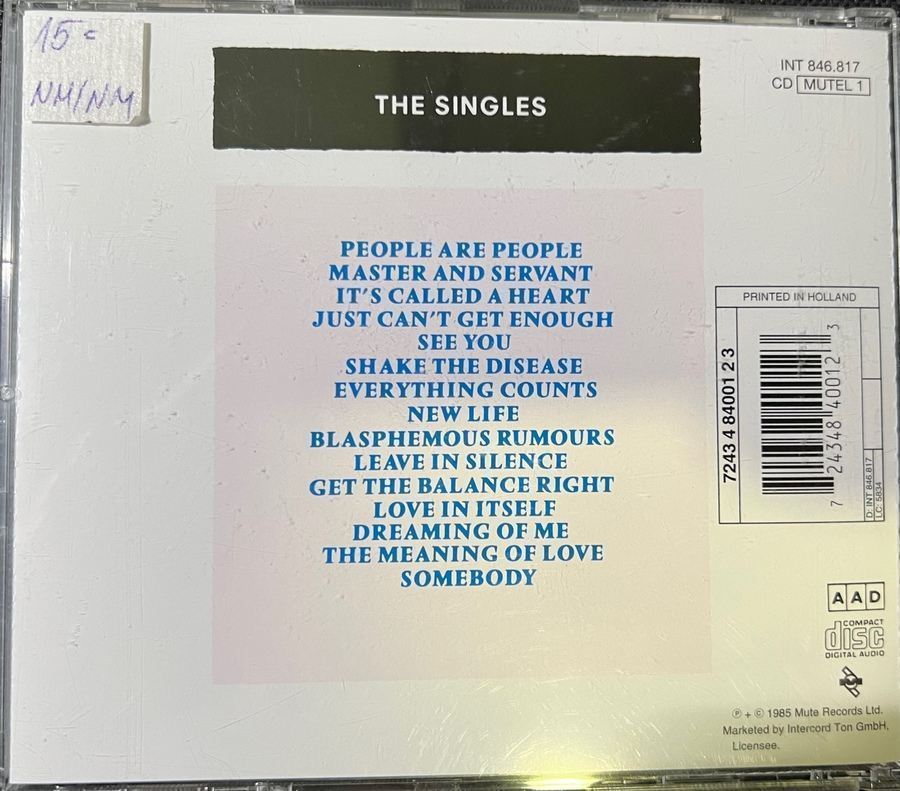 15=
NM/NM
THE SINGLES
INT 846.817
CD MUTEL 1
PEOPLE ARE PEOPLE
MASTER AND SERVANT
IT'S CALLED A HEART
JUST CAN'T GET ENOUGH
SEE YOU
SHAKE THE DISEASE
EVERYTHING COUNTS
NEW LIFE
BLASPHEMOUS RUMOURS
LEAVE IN SILENCE
GET THE BALANCE RIGHT
LOVE IN ITSELF
DREAMING OF ME
THE MEANING OF LOVE
SOMEBODY
PRINTED IN HOLLAND
7243 4 84001 2 3
7 24348 40012 3
D: INT 846.817
LC: 5834
AAD
COMPACT
disc
DIGITAL AUDIO
℗ + © 1985 Mute Records Ltd.
Marketed by Intercord Ton GmbH,
Licensee.